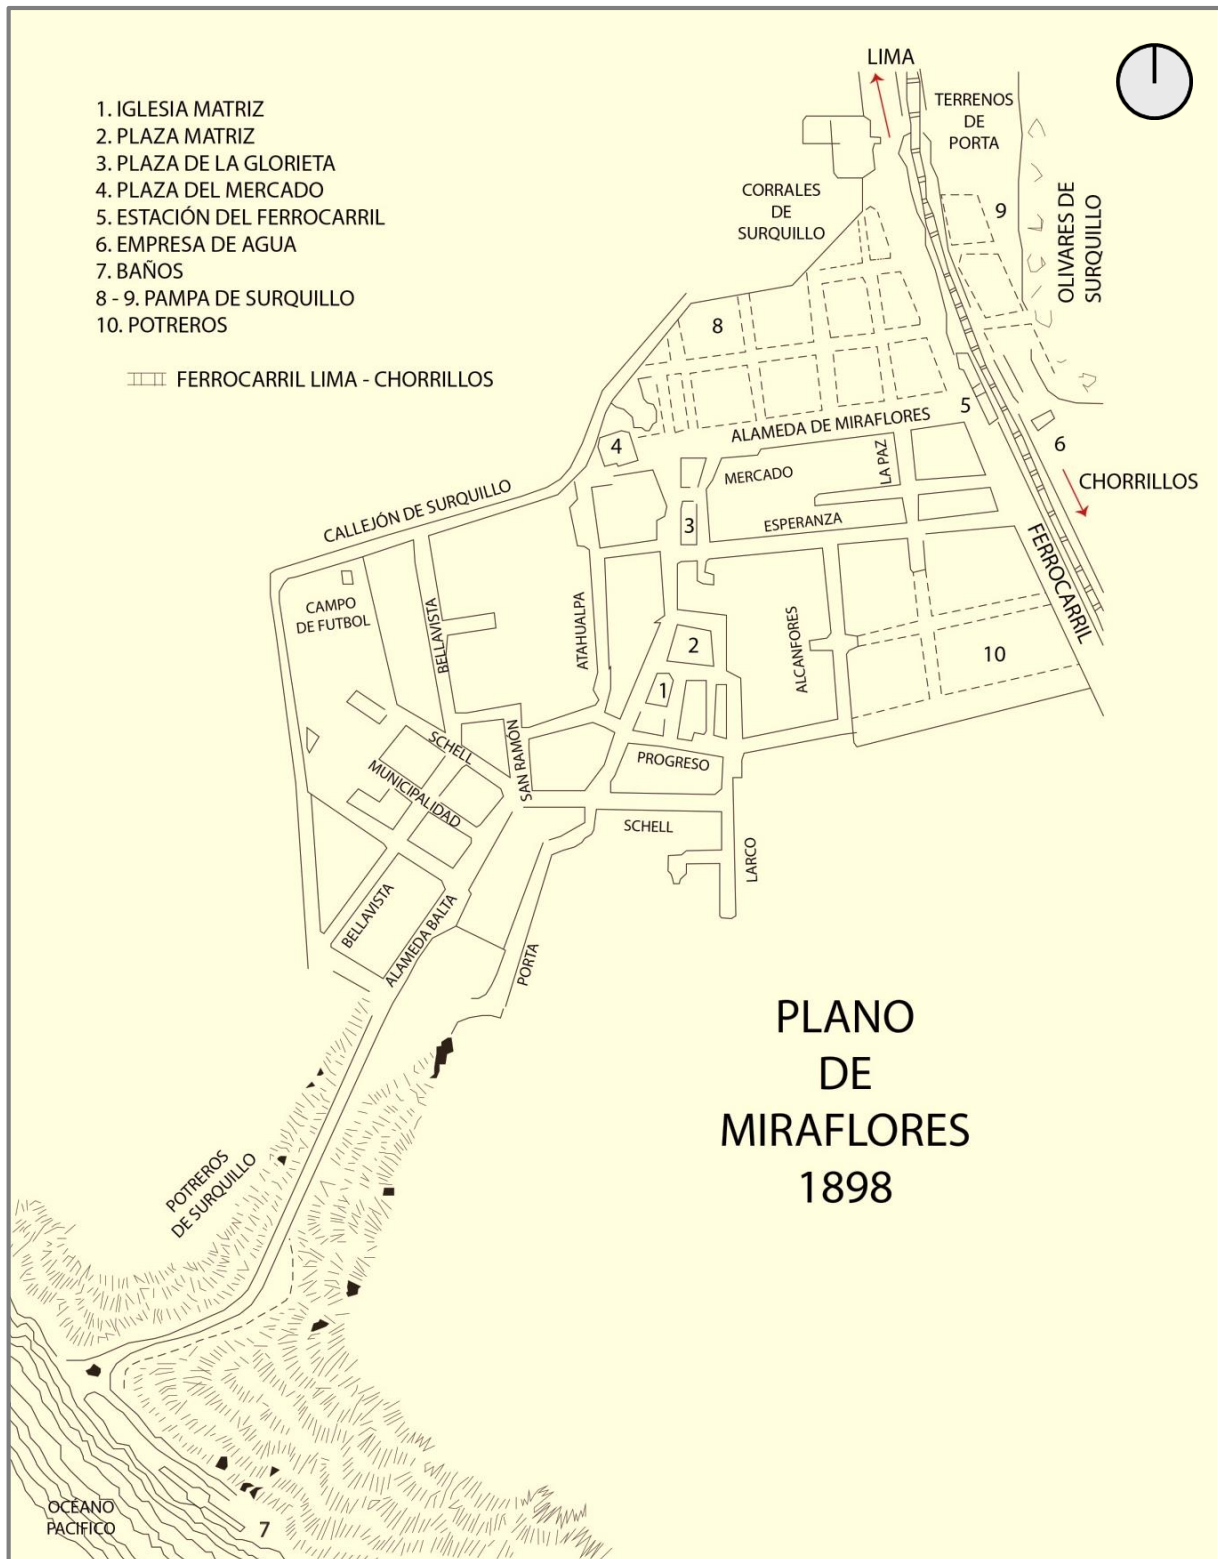 LIMA
1. IGLESIA MATRIZ
2. PLAZA MATRIZ
3. PLAZA DE LA GLORIETA
4. PLAZA DEL MERCADO
5. ESTACIÓN DEL FERROCARRIL
6. EMPRESA DE AGUA
7. BAÑOS
8 - 9. PAMPA DE SURQUILLO
10. POTREROS
FERROCARRIL LIMA - CHORRILLOS
TERRENOS
DE
PORTA
CORRALES
DE
SURQUILLO
9
OLIVARES DE
SURQUILLO
8
5
ALAMEDA DE MIRAFLORES
4
6
MERCADO
LA PAZ
CHORRILLOS
CALLEJÓN DE SURQUILLO
3
ESPERANZA
FERROCARRIL
CAMPO
DE FUTBOL
BELLAVISTA
ATAHUALPA
2
ALCANFORES
10
1
SCHELL
SAN RAMÓN
PROGRESO
MUNICIPALIDAD
SCHELL
LARCO
BELLAVISTA
ALAMEDA BALTA
PORTA
PLANO
DE
MIRAFLORES
1898
POTREROS
DE SURQUILLO
OCÉANO
PACIFICO
7